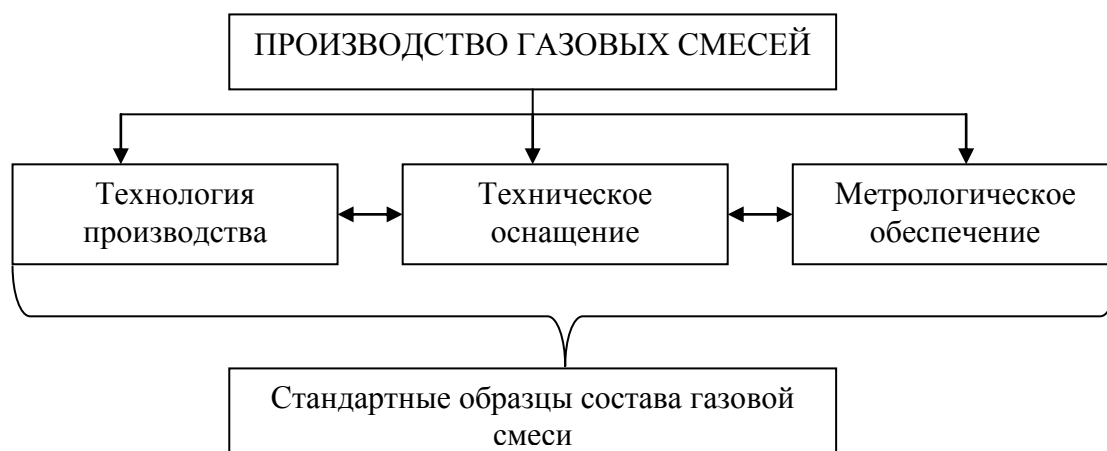 ПРОИЗВОДСТВО ГАЗОВЫХ СМЕСЕЙ
Технология
производства
Техническое
оснащение
Метрологическое
обеспечение
Стандартные образцы состава газовой
смеси